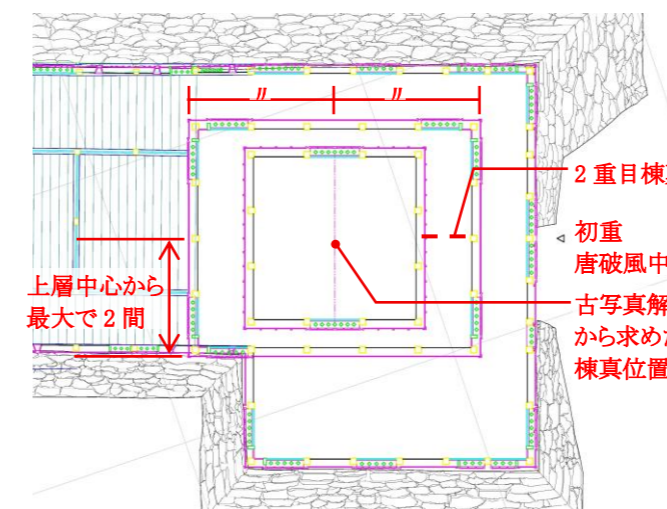 〃 〃
2 重目棟
初重
唐破風中
古写真解
から求め
棟真位置
上層中心から
最大で 2 間